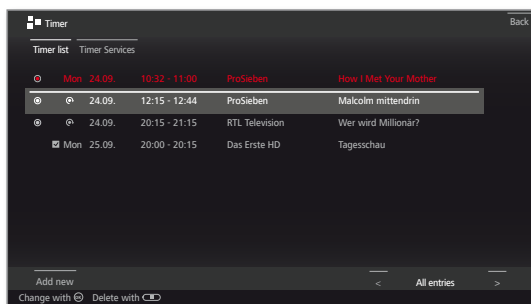 Timer Back
Timer list Timer Services
Mon 24.09. 10:32 - 11:00 ProSieben How I Met Your Mother
24.09. 12:15 - 12:44 ProSieben Malcolm mittendrin
24.09. 20:15 - 21:15 RTL Television Wer wird Millionär?
Mon 25.09. 20:00 - 20:15 Das Erste HD Tagesschau
Add new < All entries >
Change with OK Delete with